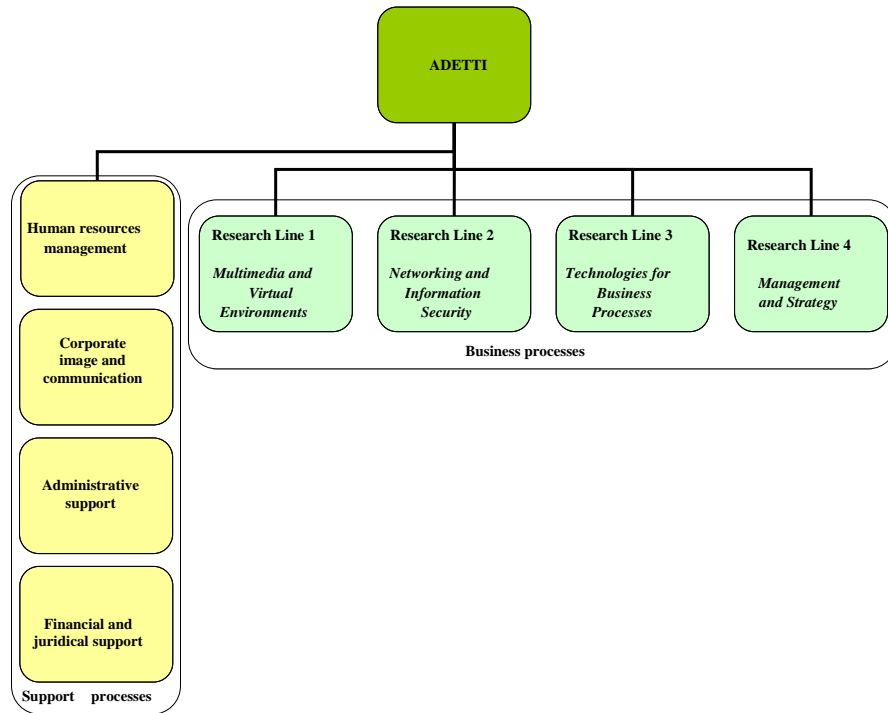 ADETTI
Human resources
management
Corporate
image and
communication
Administrative
support
Financial and
juridical support
Support processes
Research Line 1
Multimedia and
Virtual
Environments
Research Line 2
Networking and
Information
Security
Research Line 3
Technologies for
Business
Processes
Research Line 4
Management
and Strategy
Business processes